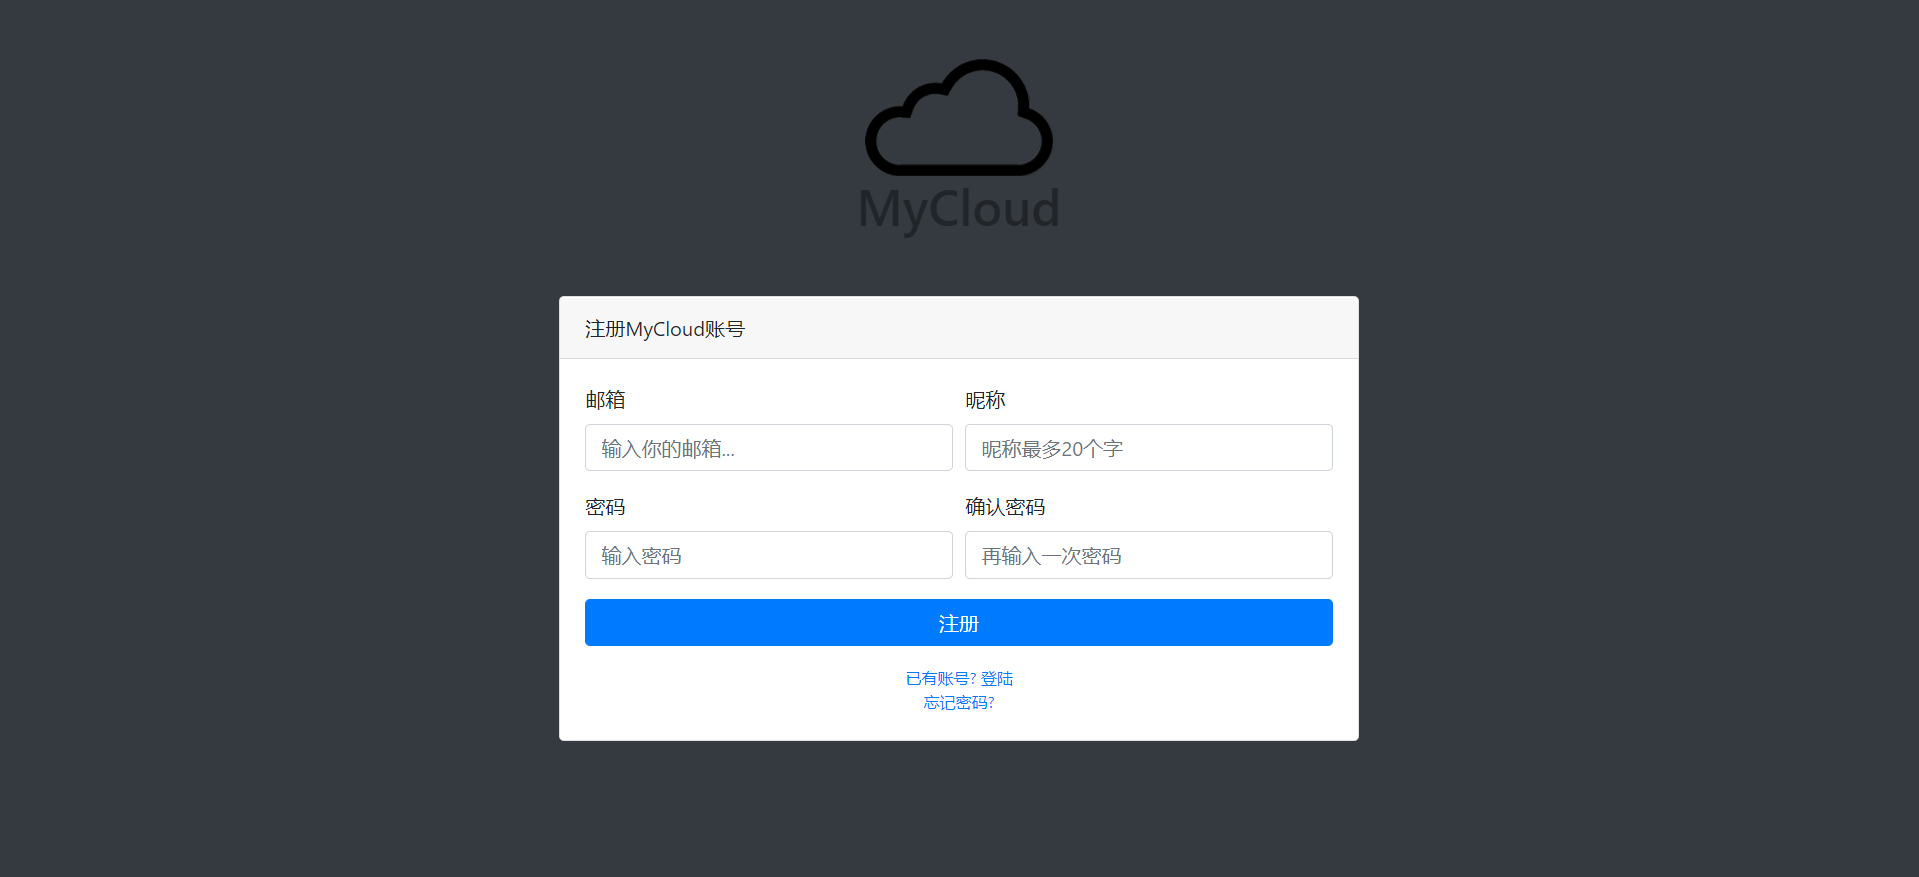 MyCloud
注册MyCloud账号
邮箱
昵称
输入你的邮箱...
昵称最多20个字
密码
确认密码
输入密码
再输入一次密码
注册
已有账号? 登陆
忘记密码?